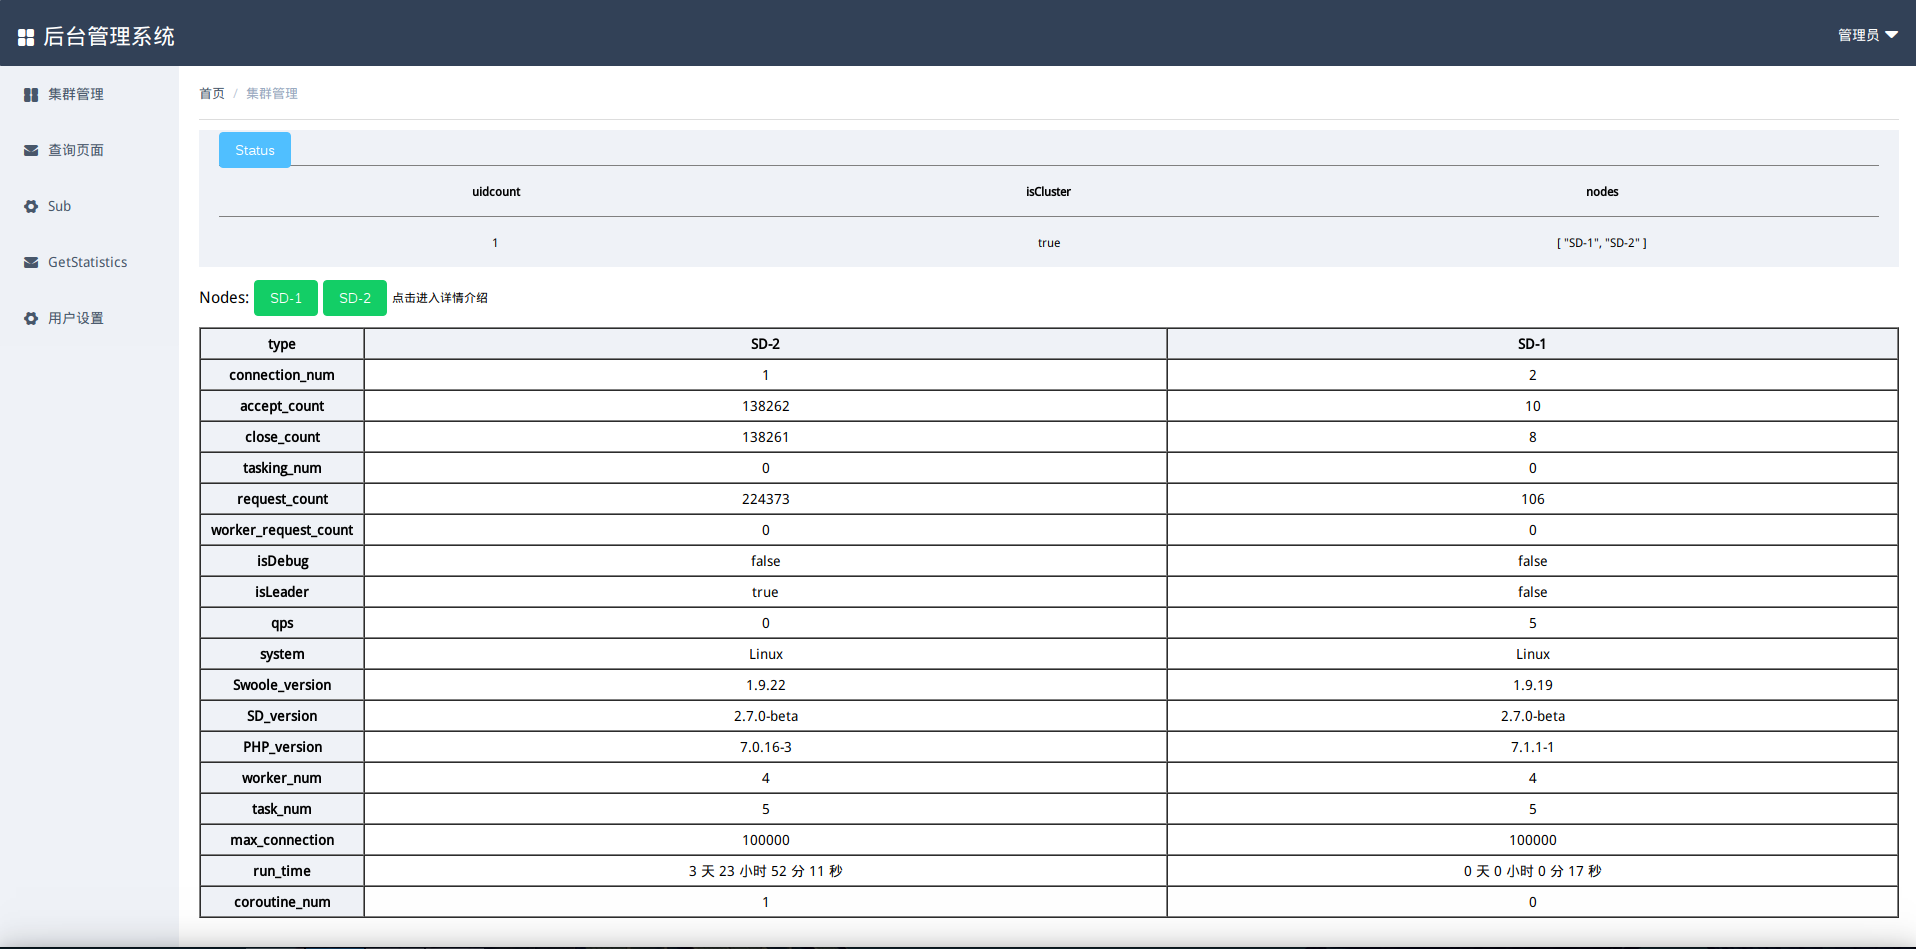 后台管理系统
管理员
集群管理
查询页面
Sub
GetStatistics
用户设置
首页 / 集群管理
Status
uidcount isCluster nodes
1 true [ "SD-1", "SD-2" ]
Nodes: SD-1 SD-2 点击进入详情介绍
type SD-2 SD-1
connection_num 1 2
accept_count 138262 10
close_count 138261 8
tasking_num 0 0
request_count 224373 106
worker_request_count 0 0
isDebug false false
isLeader true false
qps 0 5
system Linux Linux
Swoole_version 1.9.22 1.9.19
SD_version 2.7.0-beta 2.7.0-beta
PHP_version 7.0.16-3 7.1.1-1
worker_num 4 4
task_num 5 5
max_connection 100000 100000
run_time 3 天 23 小时 52 分 11 秒 0 天 0 小时 0 分 17 秒
coroutine_num 1 0